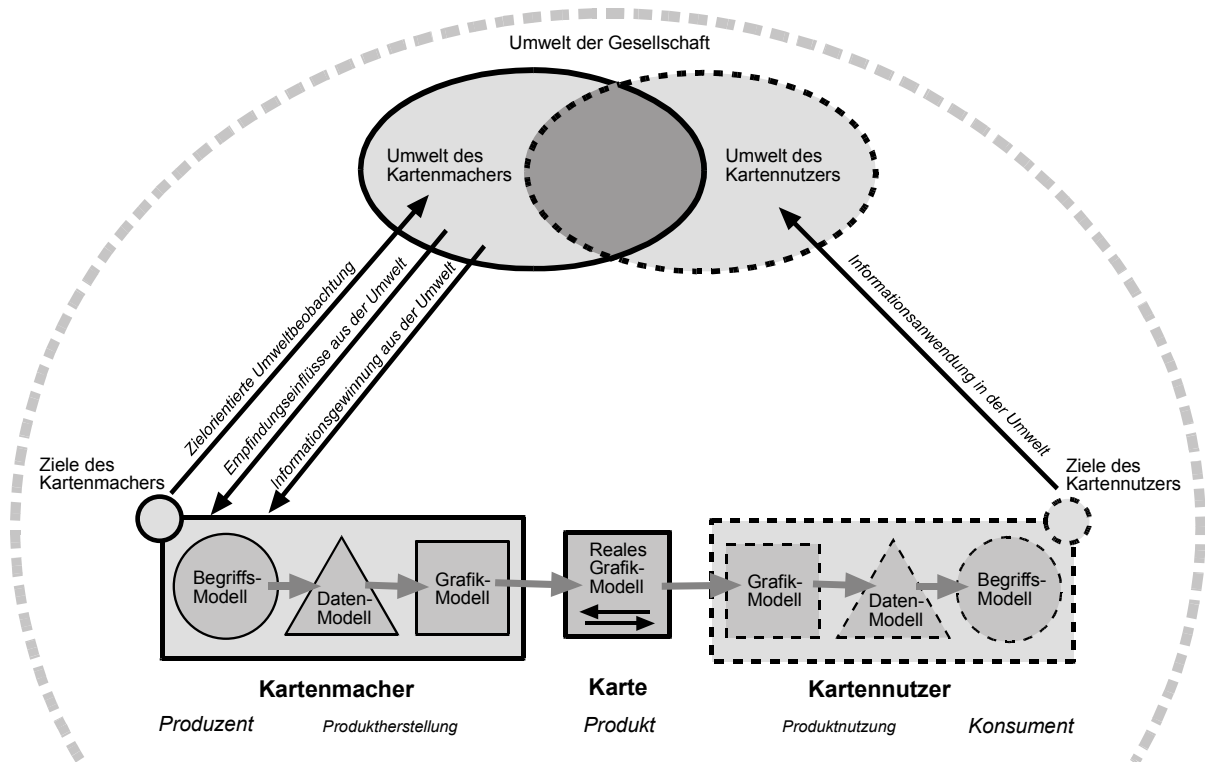 Umwelt der Gesellschaft
Umwelt des
Kartenmachers
Umwelt des
Kartennutzers
Zielorientierte Umweltbeobachtung
Empfindungseinflüsse aus der Umwelt
Informationsgewinnung aus der Umwelt
Informationsanwendung in der Umwelt
Ziele des
Kartenmachers
Ziele des
Kartennutzers
Begriffs-
Modell
Daten-
Modell
Grafik-
Modell
Reales
Grafik-
Modell
Grafik-
Modell
Daten-
Modell
Begriffs-
Modell
Kartenmacher
Karte
Kartennutzer
Produzent
Produktherstellung
Produkt
Produktnutzung
Konsument